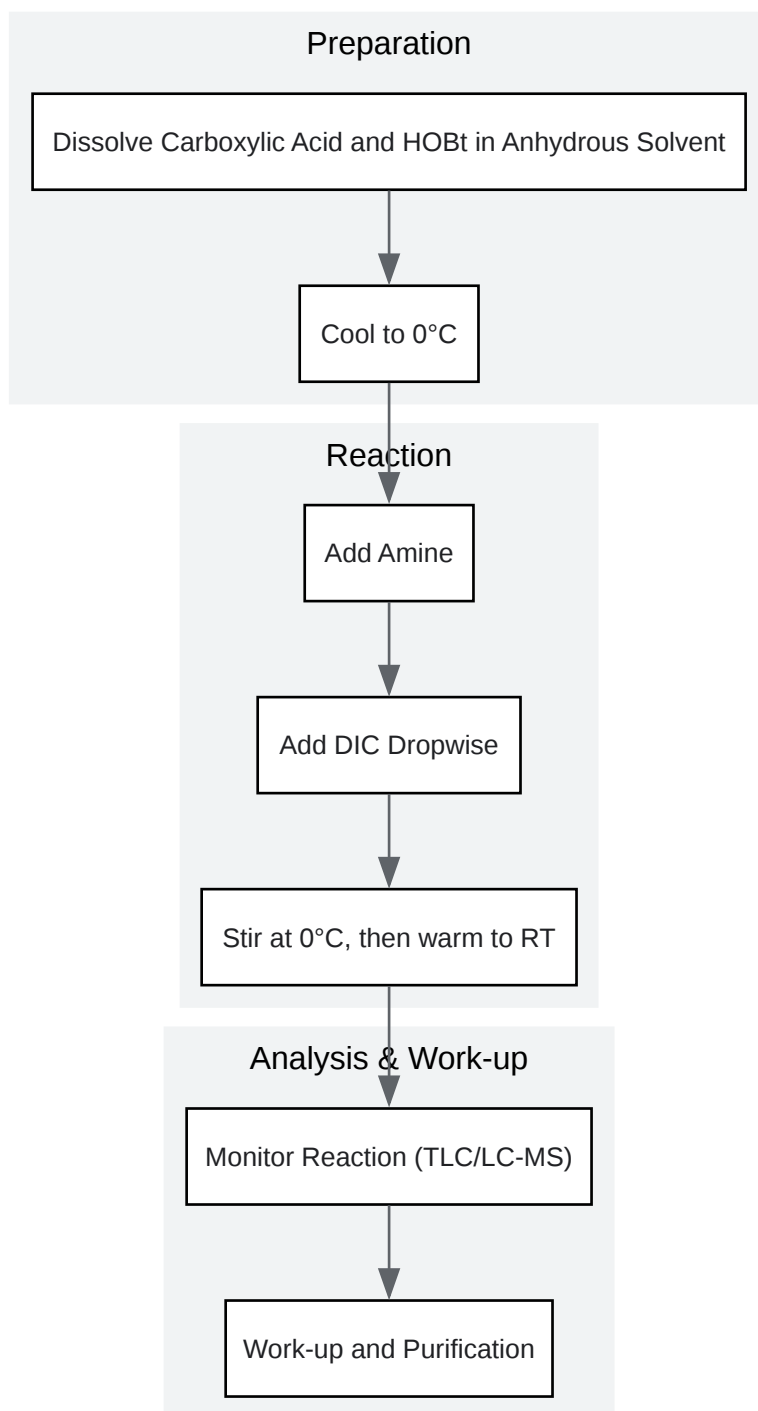 Preparation
Dissolve Carboxylic Acid and HOBt in Anhydrous Solvent
Cool to 0°C
Reaction
Add Amine
Add DIC Dropwise
Stir at 0°C, then warm to RT
Analysis & Work-up
Monitor Reaction (TLC/LC-MS)
Work-up and Purification